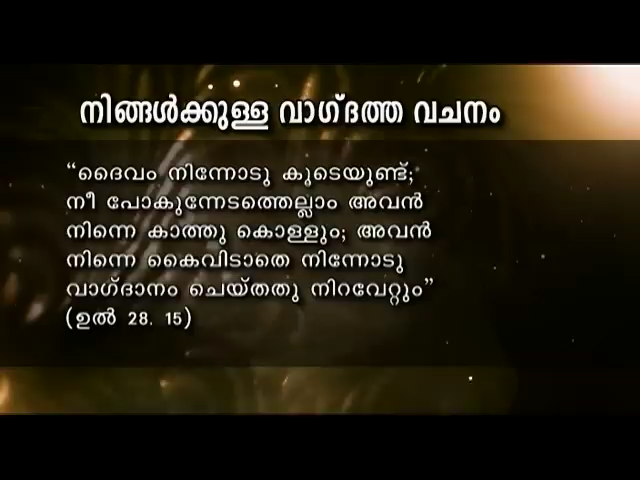 നിങ്ങൾക്കുള്ള വാഗ്ദത്ത വചനം
“ദൈവം നിന്നോടു കൂടെയുണ്ട്;
നീ പോകുന്നേടത്തെല്ലാം അവൻ
നിന്നെ കാത്തു കൊള്ളും; അവൻ
നിന്നെ കൈവിടാതെ നിന്നോടു
വാഗ്ദാനം ചെയ്തതു നിറവേറ്റും”
(ഉൽ 28. 15)